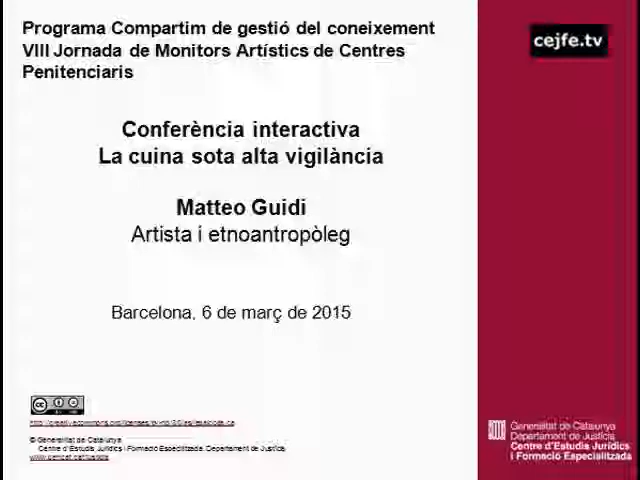 Programa Compartim de gestió del coneixement
VIII Jornada de Monitors Artístics de Centres
Penitenciaris
cejfe.tv
Conferència interactiva
La cuina sota alta vigilància
Matteo Guidi
Artista i etnoantropòleg
Barcelona, 6 de març de 2015
© Generalitat de Catalunya
Centre d'Estudis Jurídics i Formació Especialitzada. Departament de Justícia
Generalitat de Catalunya
Departament de Justícia
Centre d'Estudis Jurídics
i Formació Especialitzada